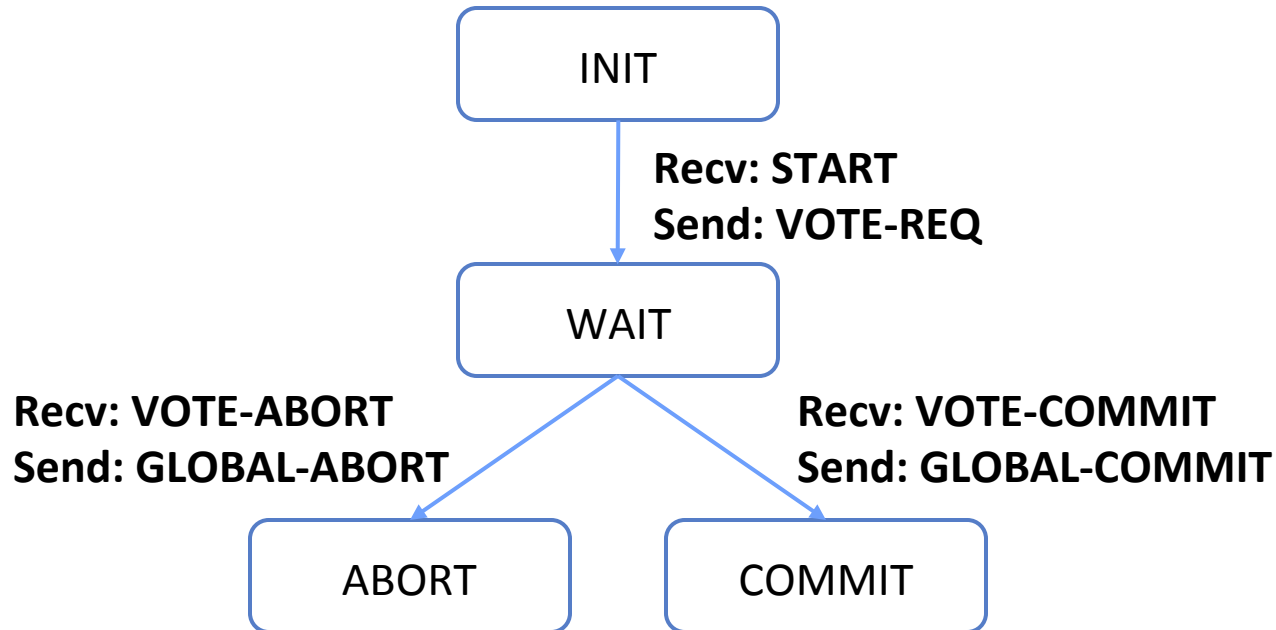 INIT
Recv: START
Send: VOTE-REQ
WAIT
Recv: VOTE-ABORT
Send: GLOBAL-ABORT
Recv: VOTE-COMMIT
Send: GLOBAL-COMMIT
ABORT
COMMIT